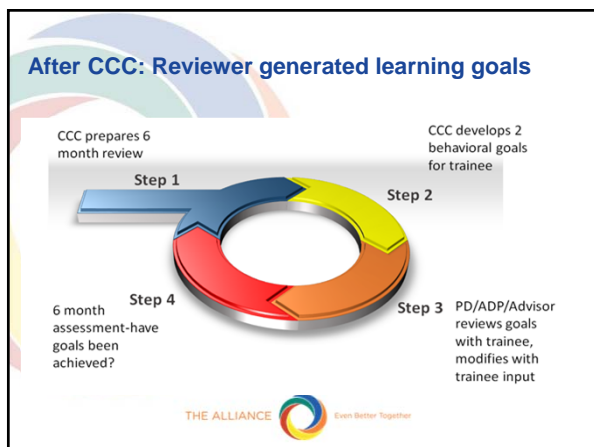 After CCC: Reviewer generated learning goals
CCC prepares 6
month review
Step 1
CCC develops 2
behavioral goals
for trainee
Step 2
Step 3
PD/ADP/Advisor
reviews goals
with trainee,
modifies with
trainee input
Step 4
6 month
assessment-have
goals been
achieved?
THE ALLIANCE
Even Better Together